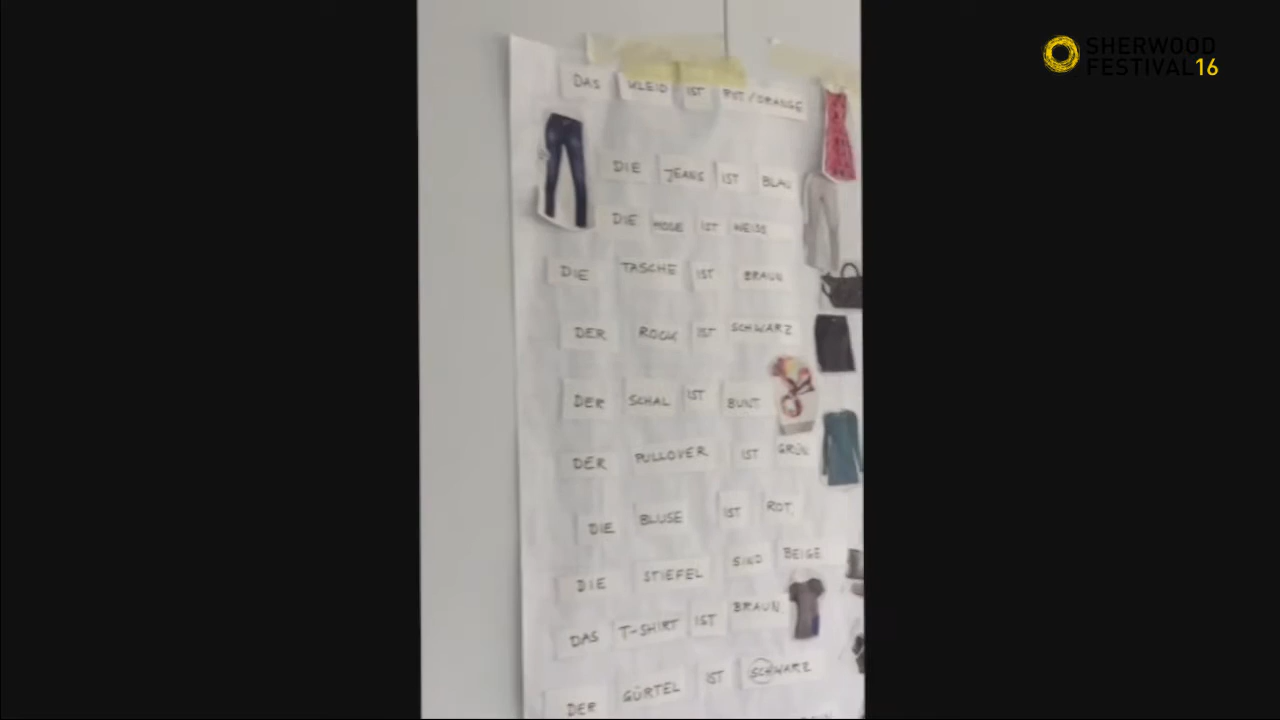 SHERWOOD
FESTIVAL16
DAS KLEID IST ROT/ORANGE
DIE JEANS IST BLAU
DIE HOSE IST WEISS
DIE TASCHE IST BRAUN
DER ROCK IST SCHWARZ
DER SCHAL IST BUNT
DER PULLOVER IST GRÜN
DIE BLUSE IST ROT
DIE STIEFEL SIND BEIGE
DAS T-SHIRT IST BRAUN
DER GÜRTEL IST SCHWARZ